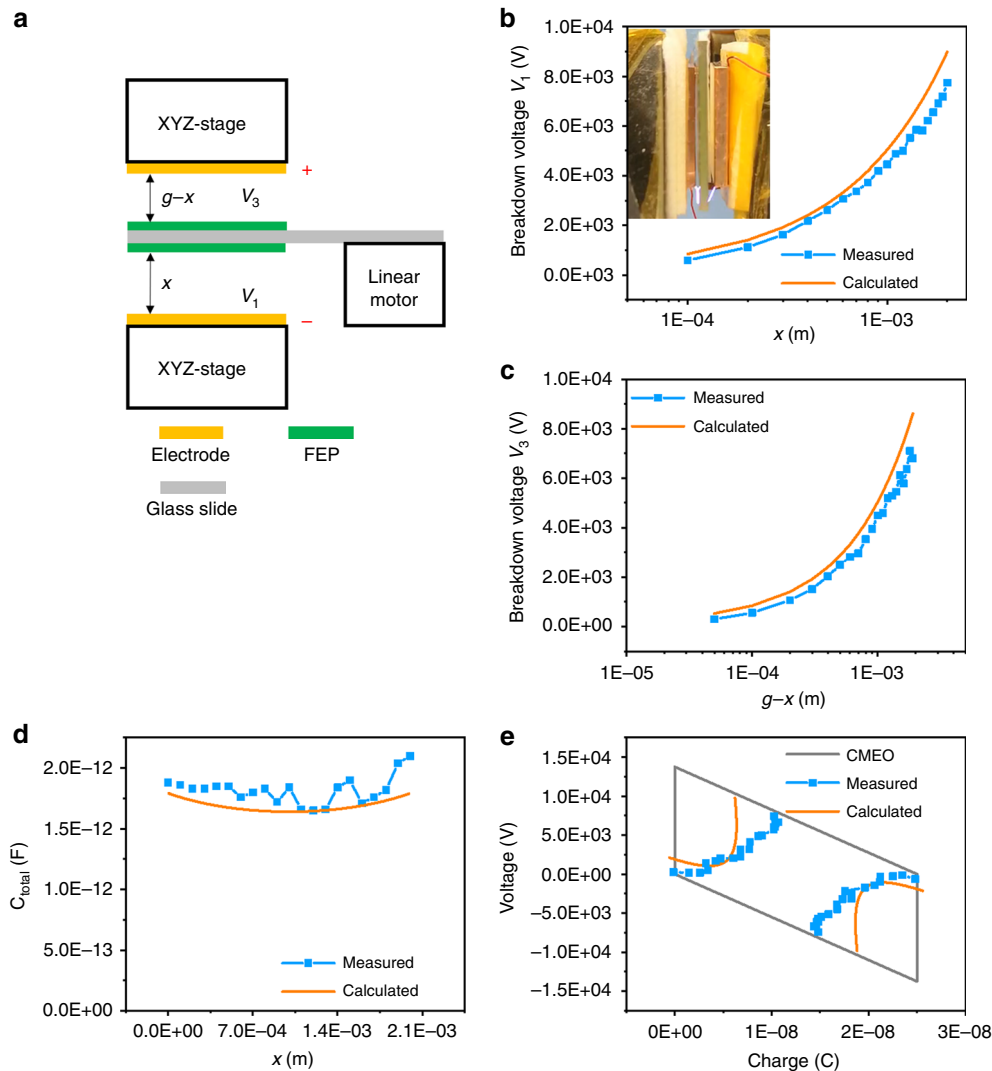 a
XYZ-stage
+
g−x
V3
x
V1
−
Linear
motor
XYZ-stage
Electrode
FEP
Glass slide
b
Breakdown voltage V1 (V)
1.0E+04
8.0E+03
6.0E+03
4.0E+03
2.0E+03
0.0E+03
Measured
Calculated
1E−04
1E−03
x (m)
c
Breakdown voltage V3 (V)
1.0E+04
8.0E+03
6.0E+03
4.0E+03
2.0E+03
0.0E+00
Measured
Calculated
1E−05
1E−04
1E−03
g−x (m)
d
Ctotal (F)
2.0E−12
1.5E−12
1.0E−12
5.0E−13
0.0E+00
Measured
Calculated
0.0E+00
7.0E−04
1.4E−03
2.1E−03
x (m)
e
Voltage (V)
1.5E+04
1.0E+04
5.0E+03
0.0E+00
−5.0E+03
−1.0E+04
−1.5E+04
CMEO
Measured
Calculated
0E+00
1E−08
2E−08
3E−08
Charge (C)